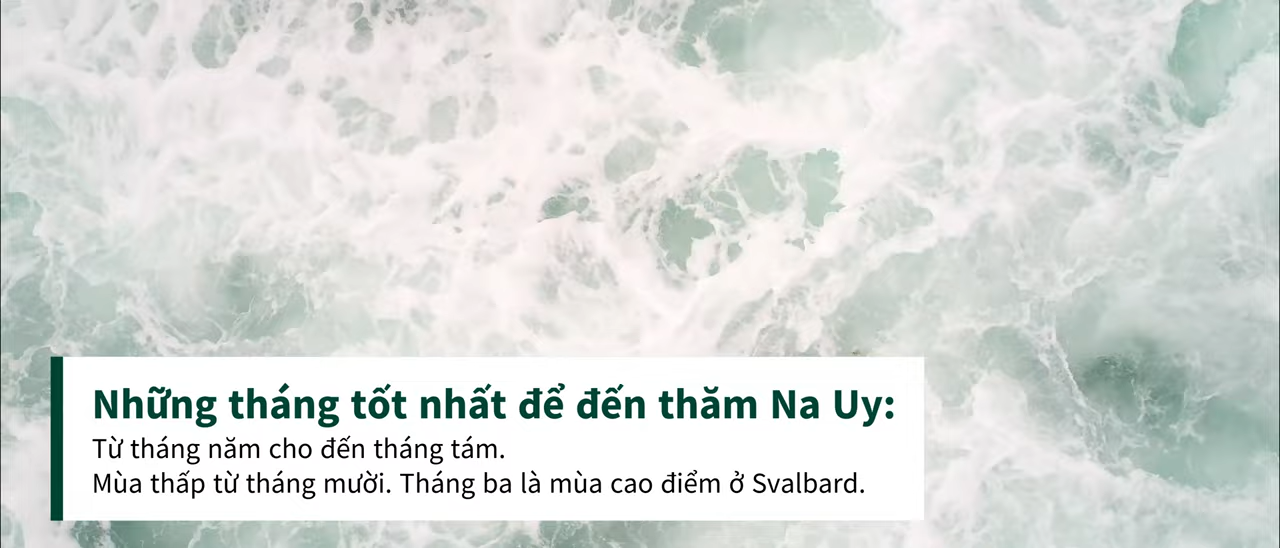 Những tháng tốt nhất để đến thăm Na Uy:
Từ tháng năm cho đến tháng tám.
Mùa thấp từ tháng mười. Tháng ba là mùa cao điểm ở Svalbard.